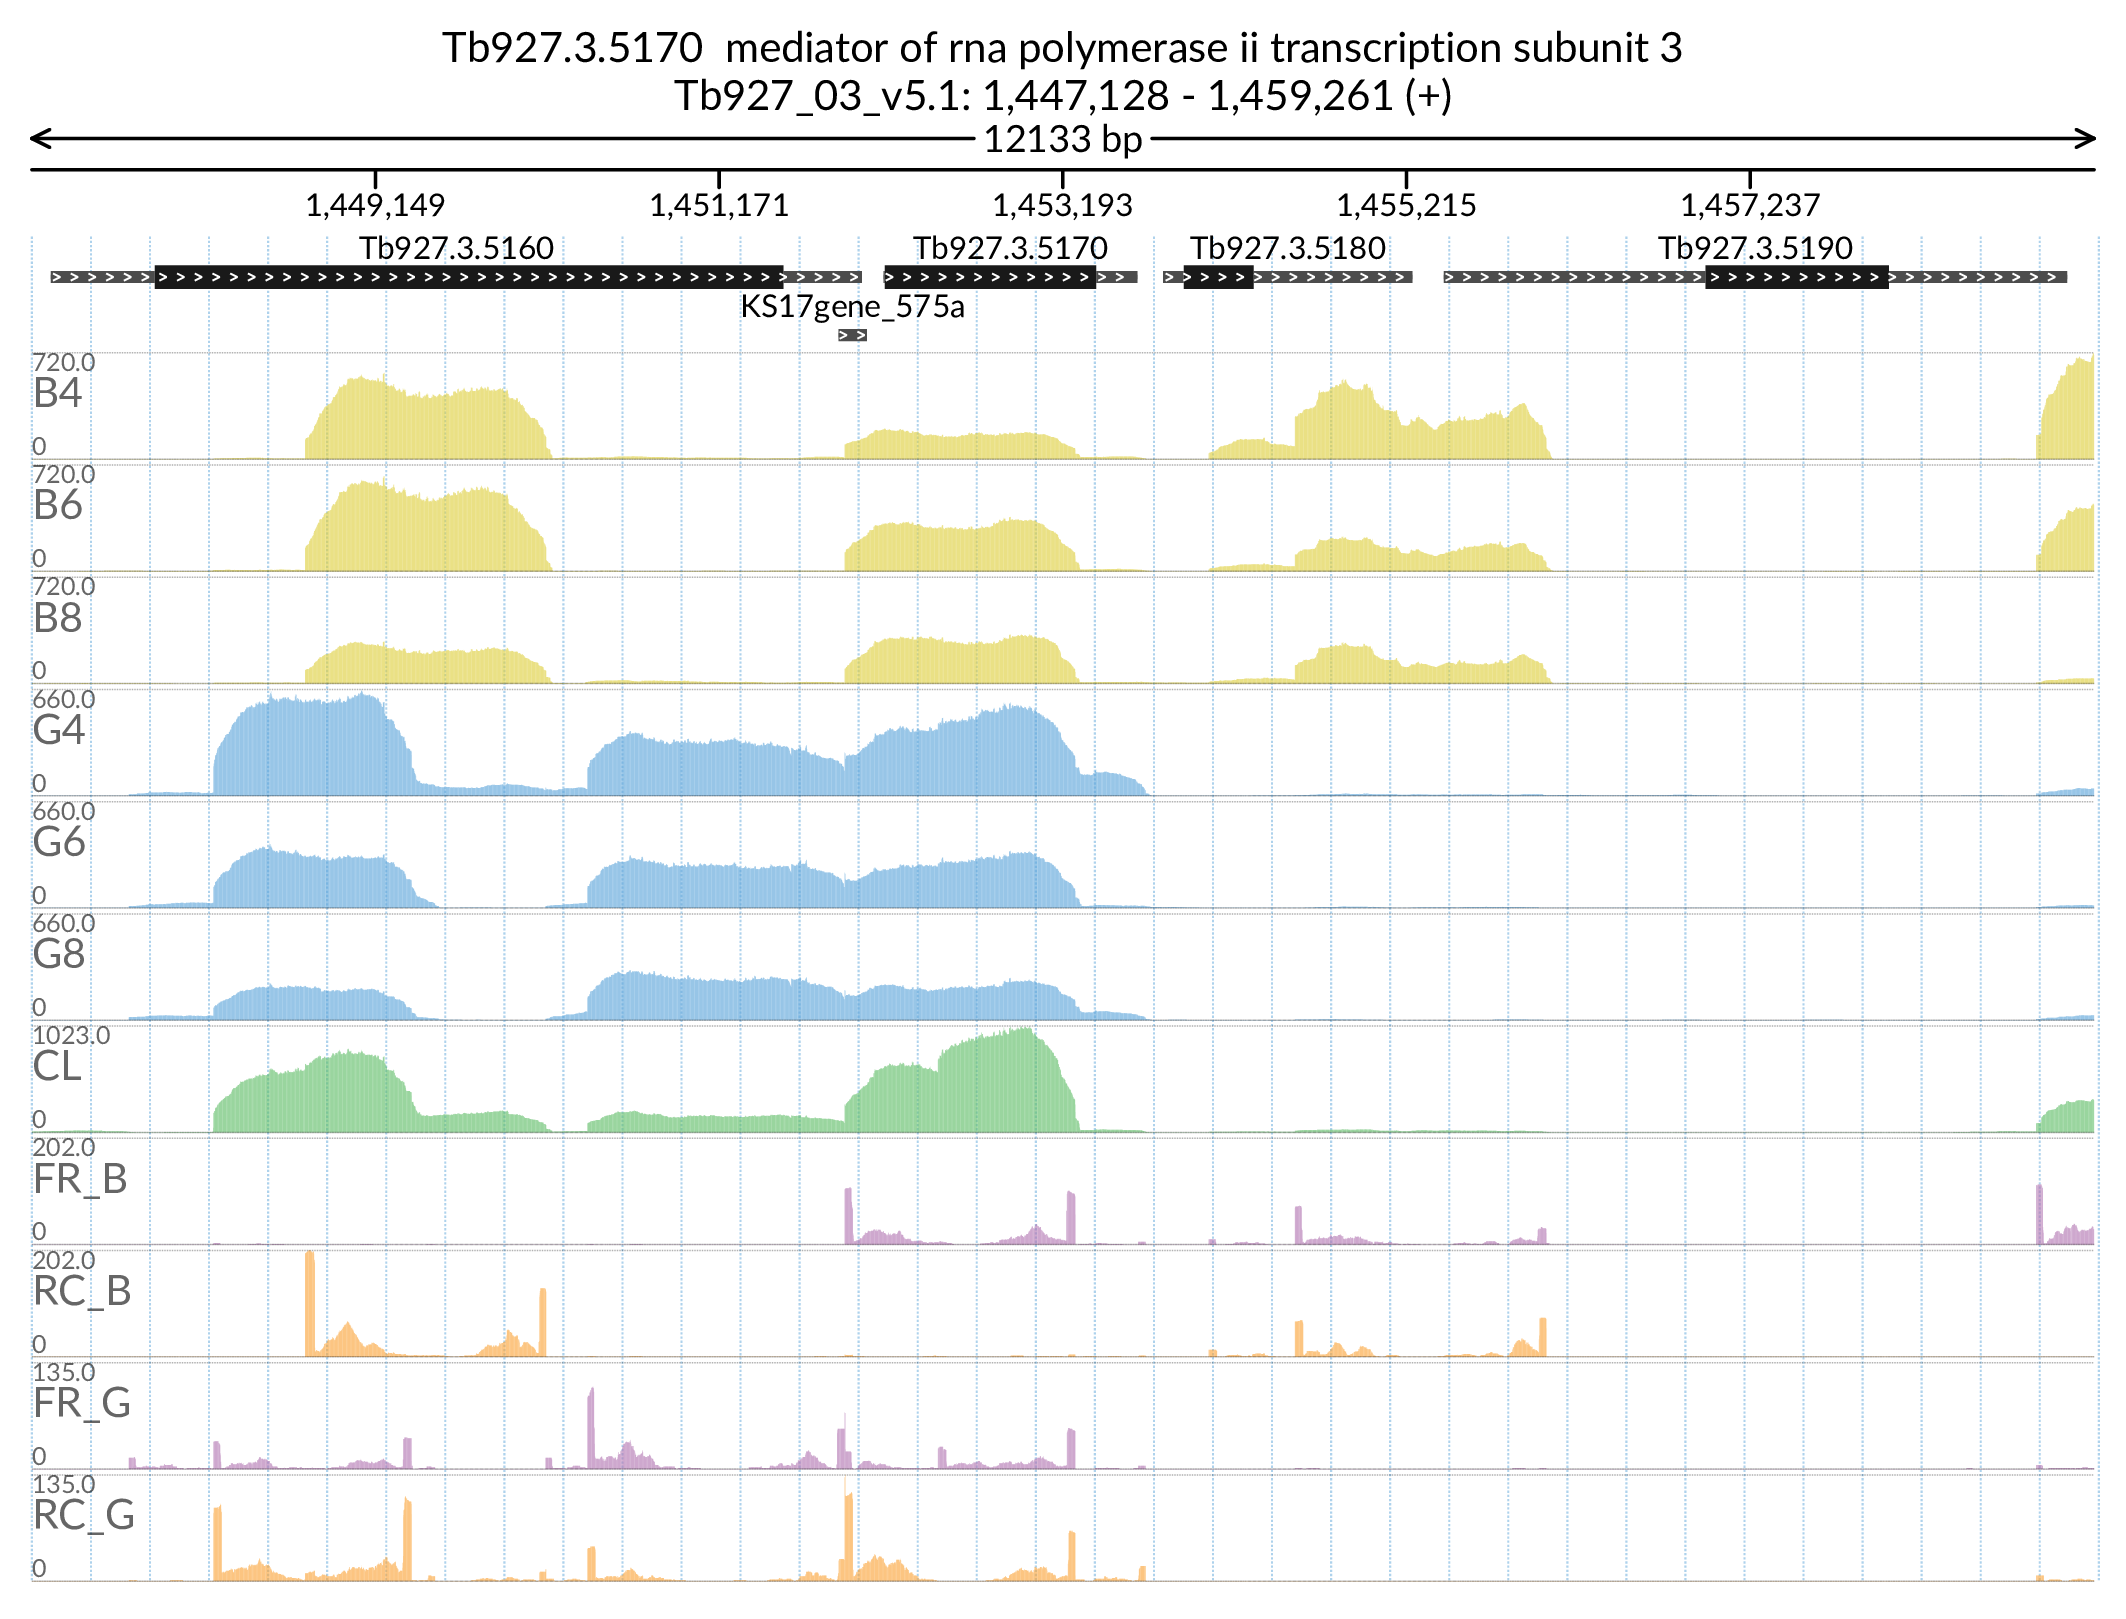 Tb927.3.5170  mediator of rna polymerase ii transcription subunit 3
Tb927_03_v5.1: 1,447,128 - 1,459,261 (+)
12133 bp
1,449,149 1,451,171 1,453,193 1,455,215 1,457,237
Tb927.3.5160 Tb927.3.5170 Tb927.3.5180 Tb927.3.5190
KS17gene_575a
720.0
B4
0
720.0
B6
0
720.0
B8
0
660.0
G4
0
660.0
G6
0
660.0
G8
0
1023.0
CL
0
202.0
FR_B
0
202.0
RC_B
0
135.0
FR_G
0
135.0
RC_G
0